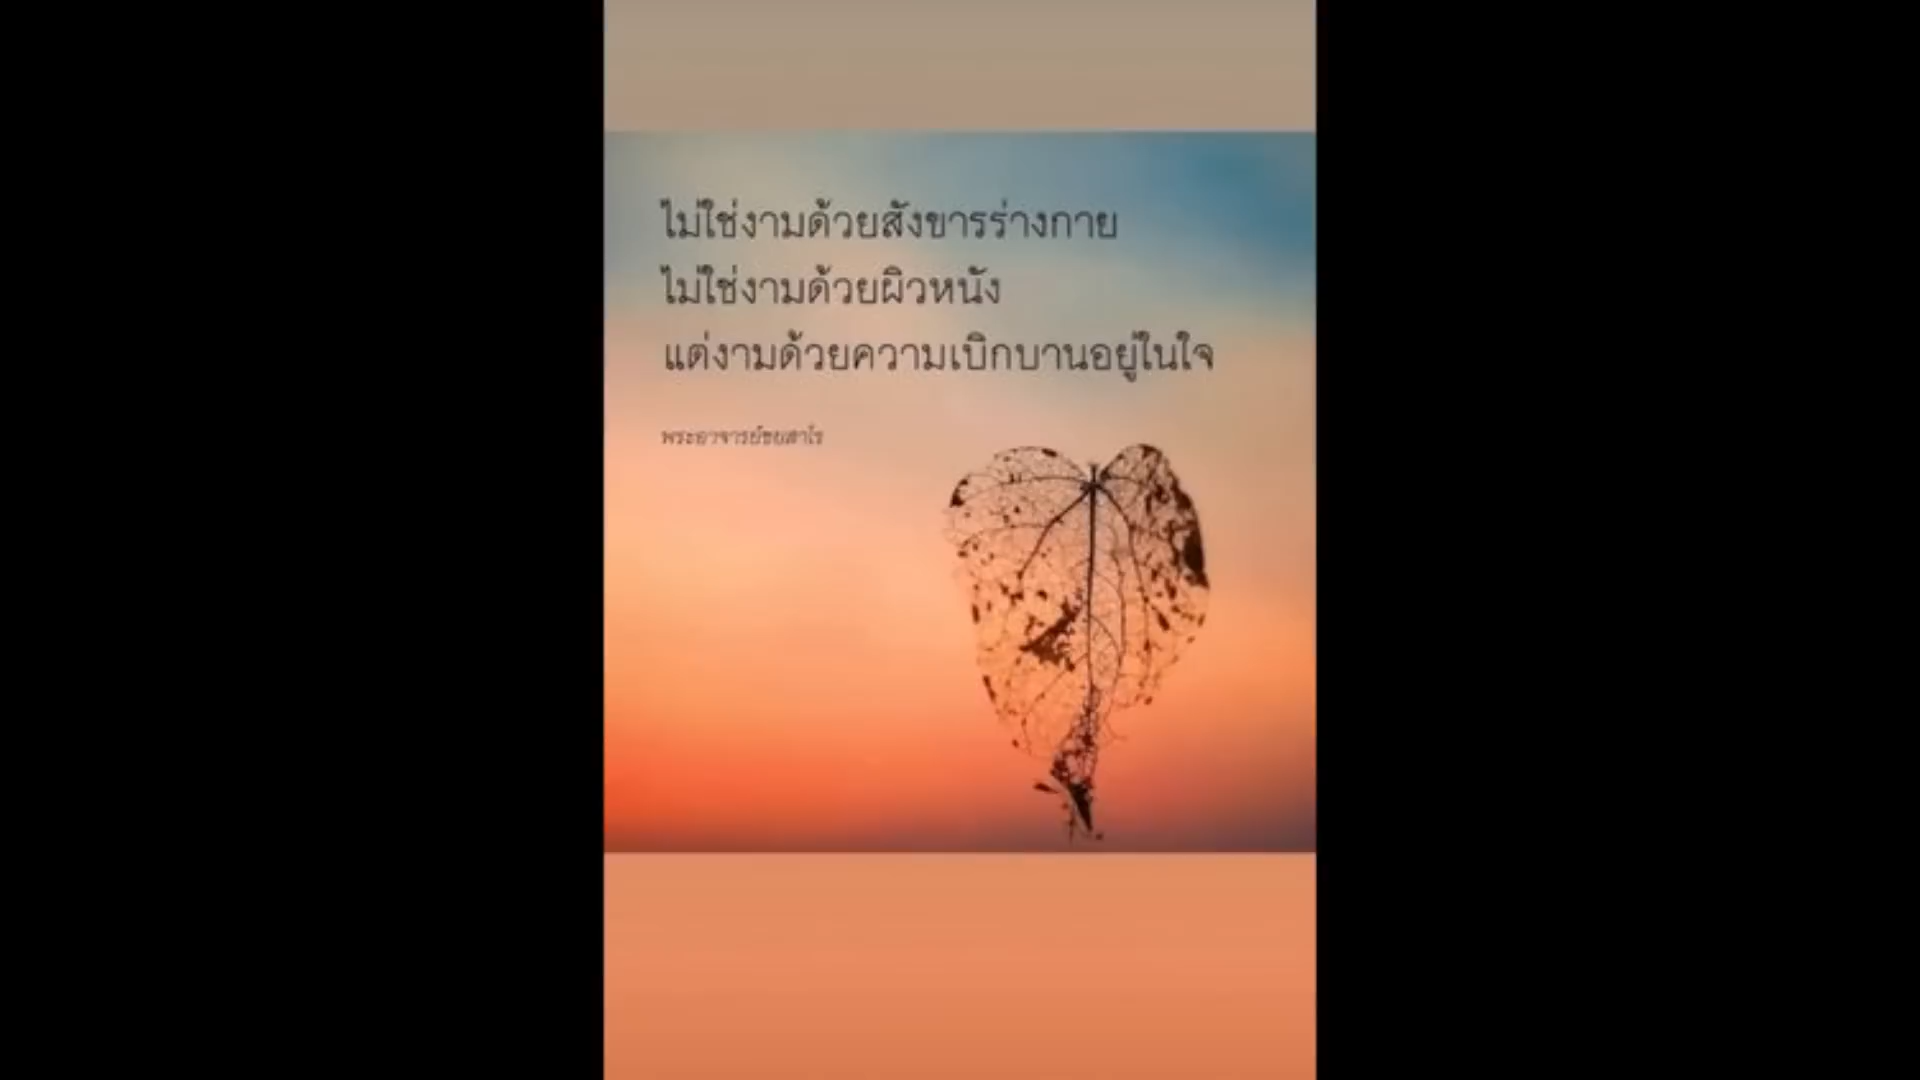 ไม่ใช่งามด้วยสังขารร่างกาย
ไม่ใช่งามด้วยผิวหนัง
แต่งามด้วยความเบิกบานอยู่ในใจ
พระอาจารย์ชยสาโร